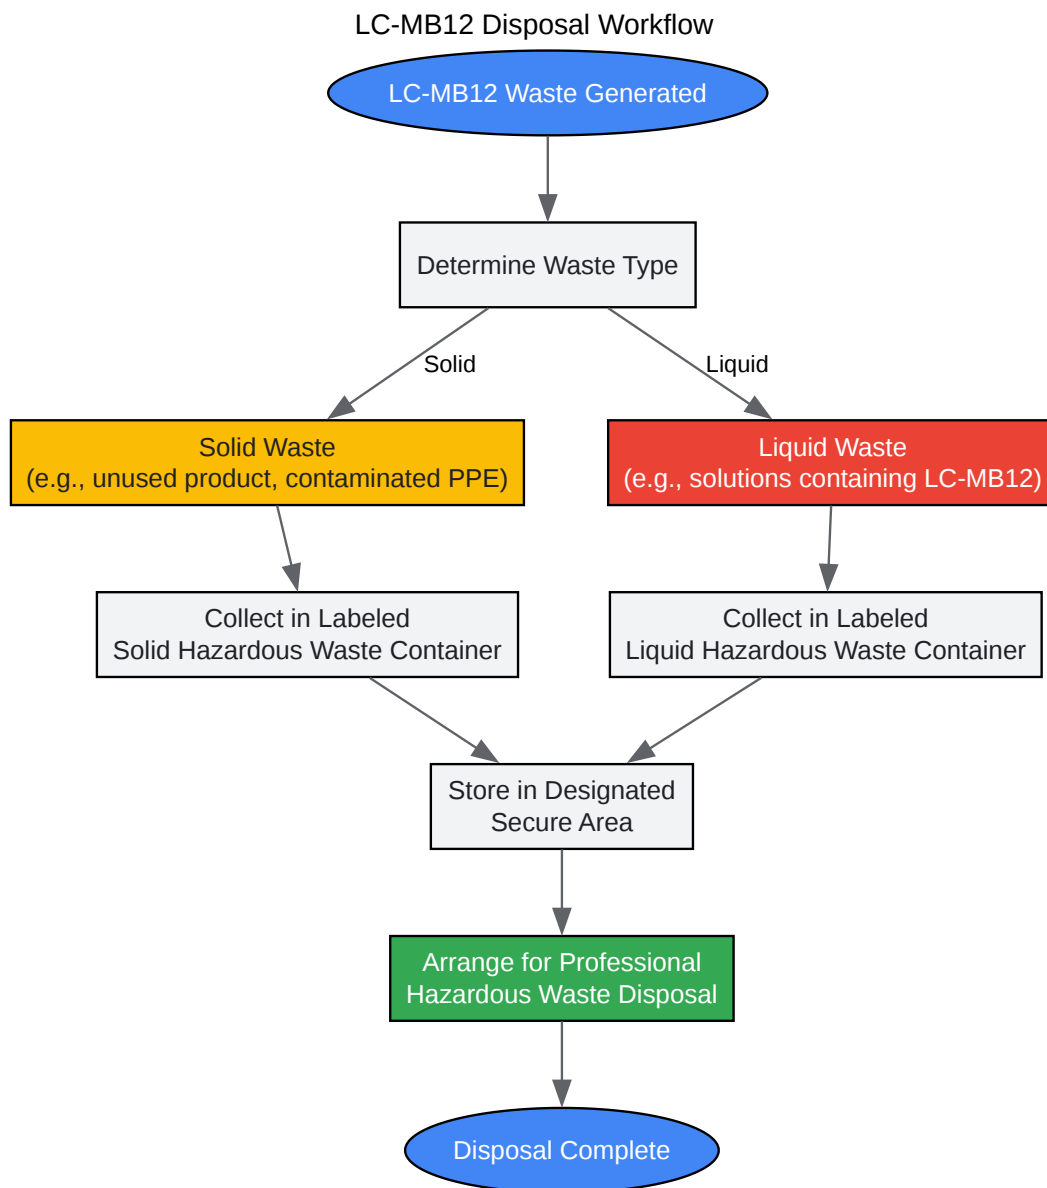 LC-MB12 Disposal Workflow
LC-MB12 Waste Generated
Determine Waste Type
Solid
Liquid
Solid Waste
(e.g., unused product, contaminated PPE)
Liquid Waste
(e.g., solutions containing LC-MB12)
Collect in Labeled
Solid Hazardous Waste Container
Collect in Labeled
Liquid Hazardous Waste Container
Store in Designated
Secure Area
Arrange for Professional
Hazardous Waste Disposal
Disposal Complete